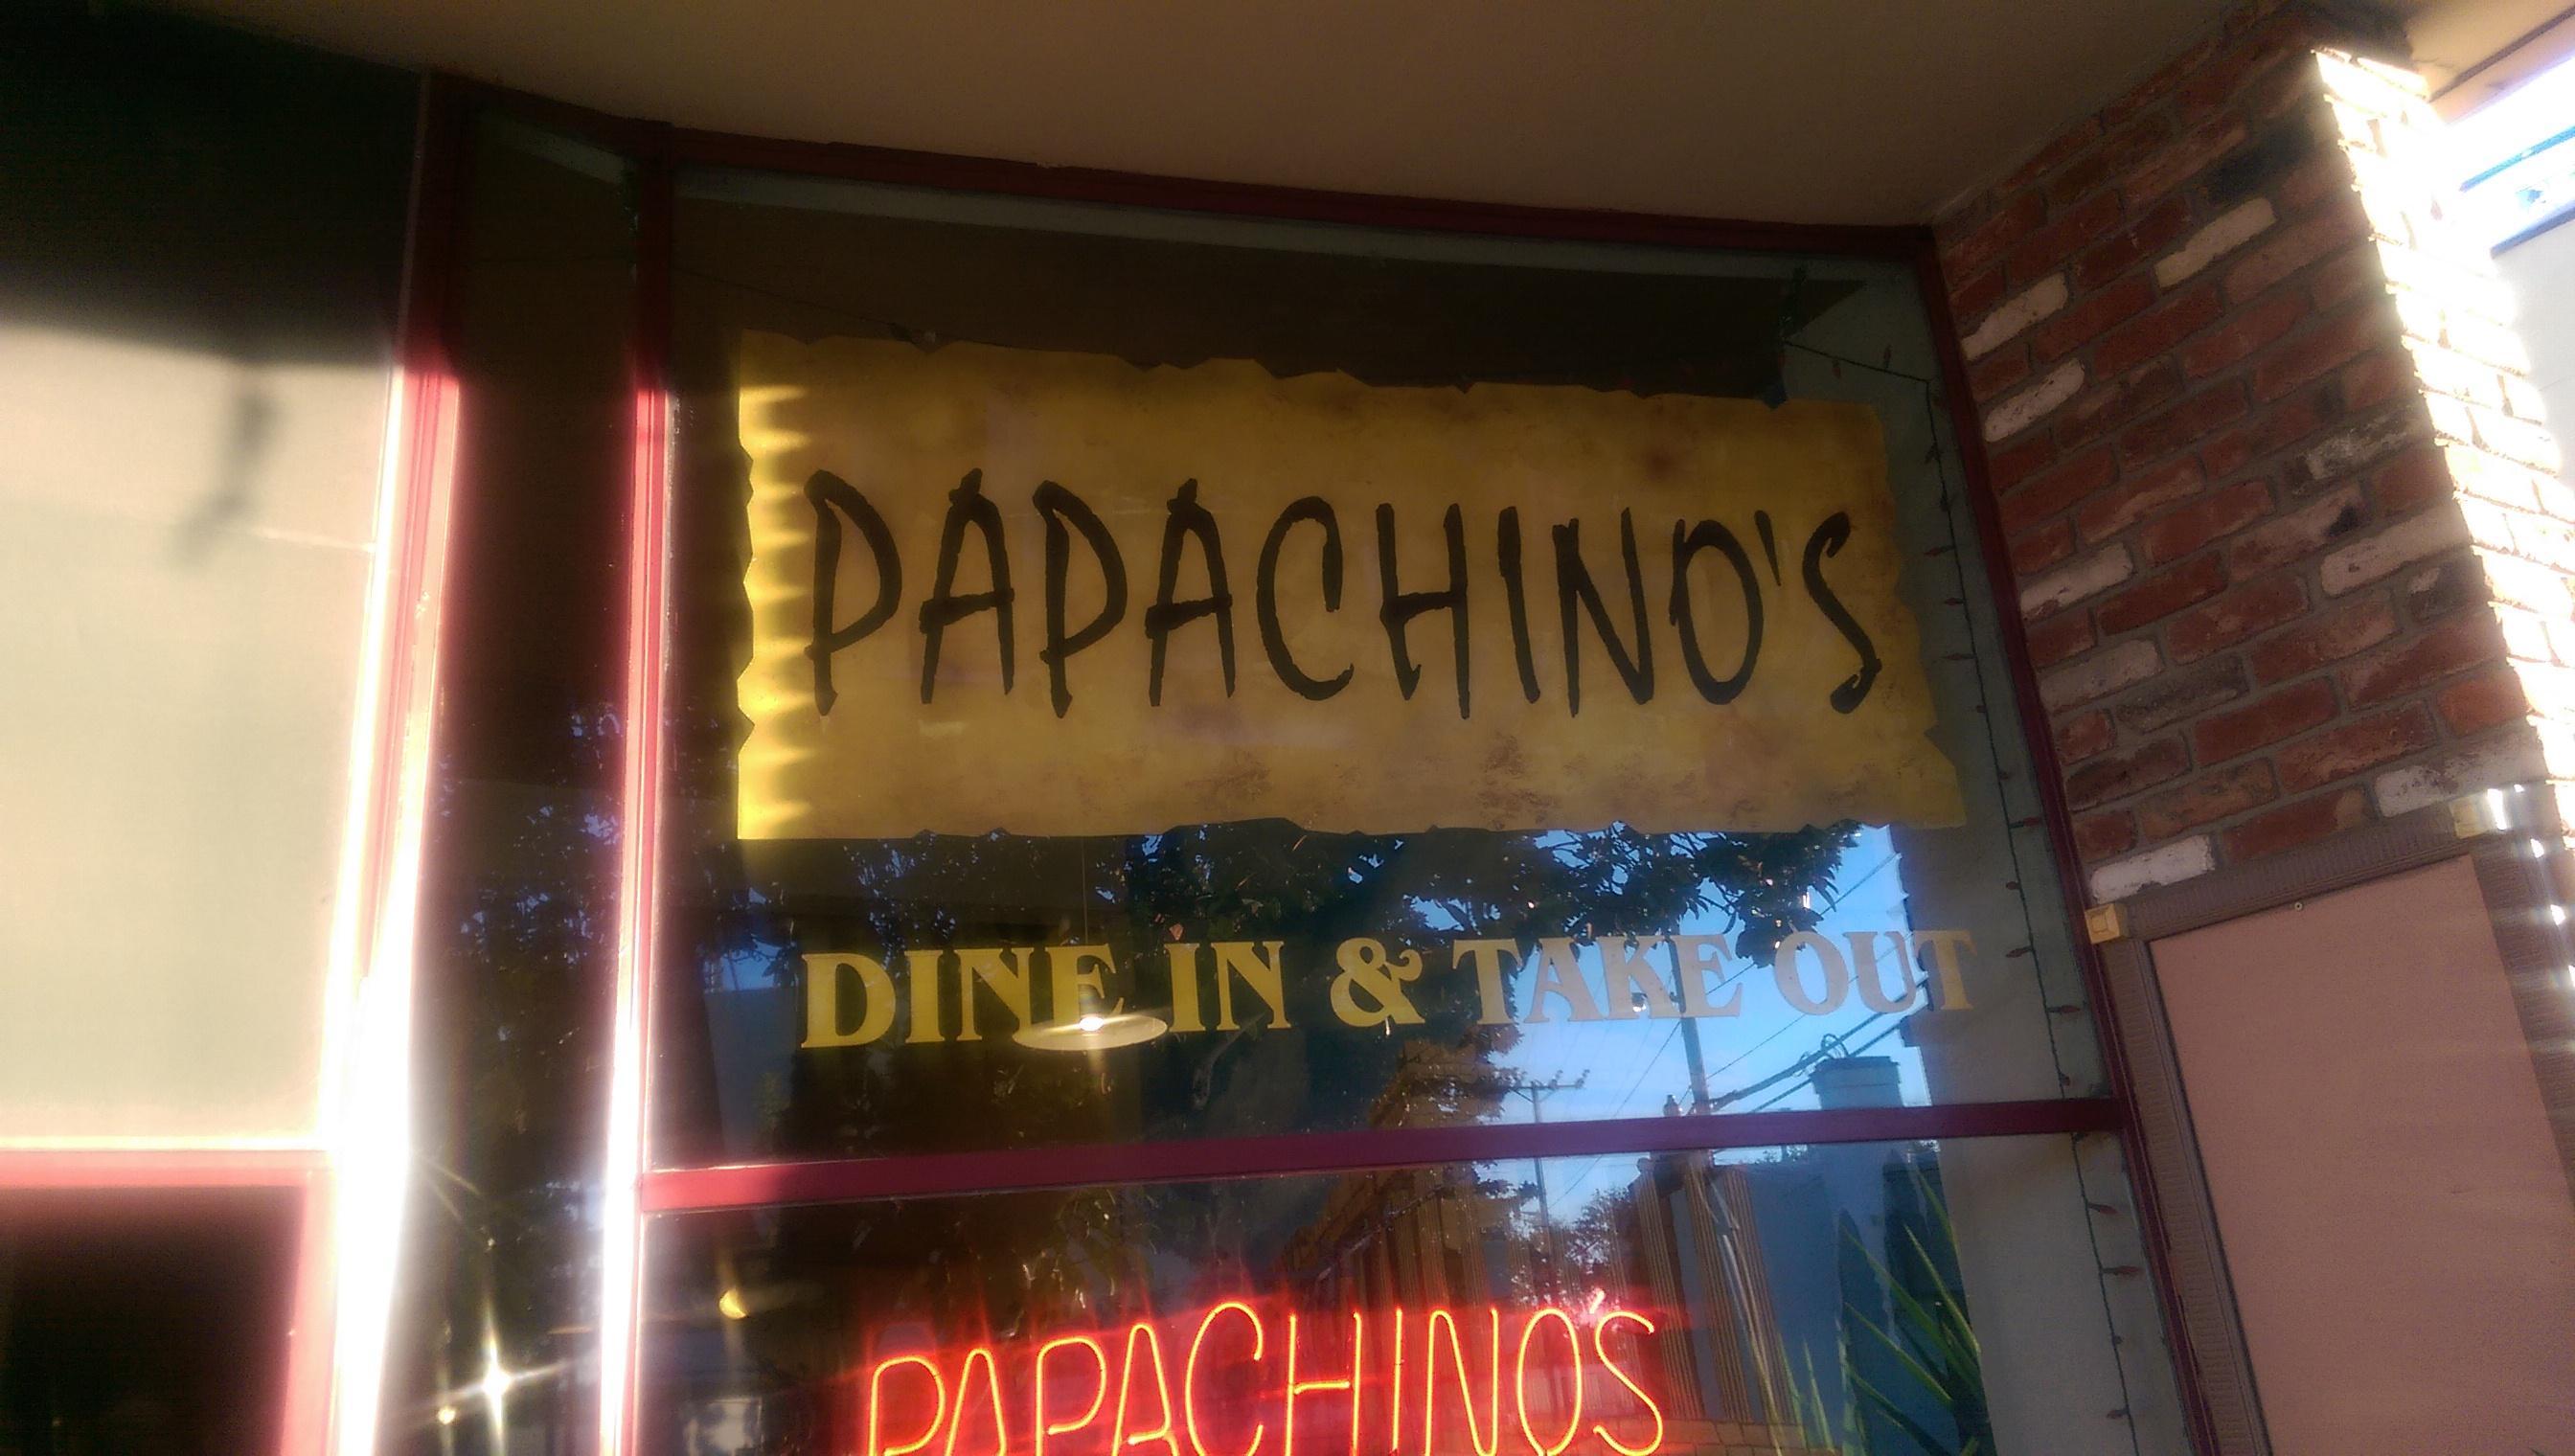 PAPACHINO'S
DINE IN & TAKE OUT
PAPACHINO'S